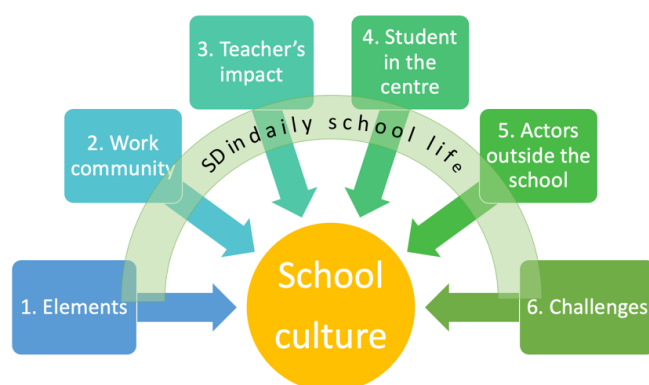 3. Teacher's
impact
4. Student
in the
centre
2. Work
community
SDindaily school life
5. Actors
outside the
school
1. Elements
School
culture
6. Challenges